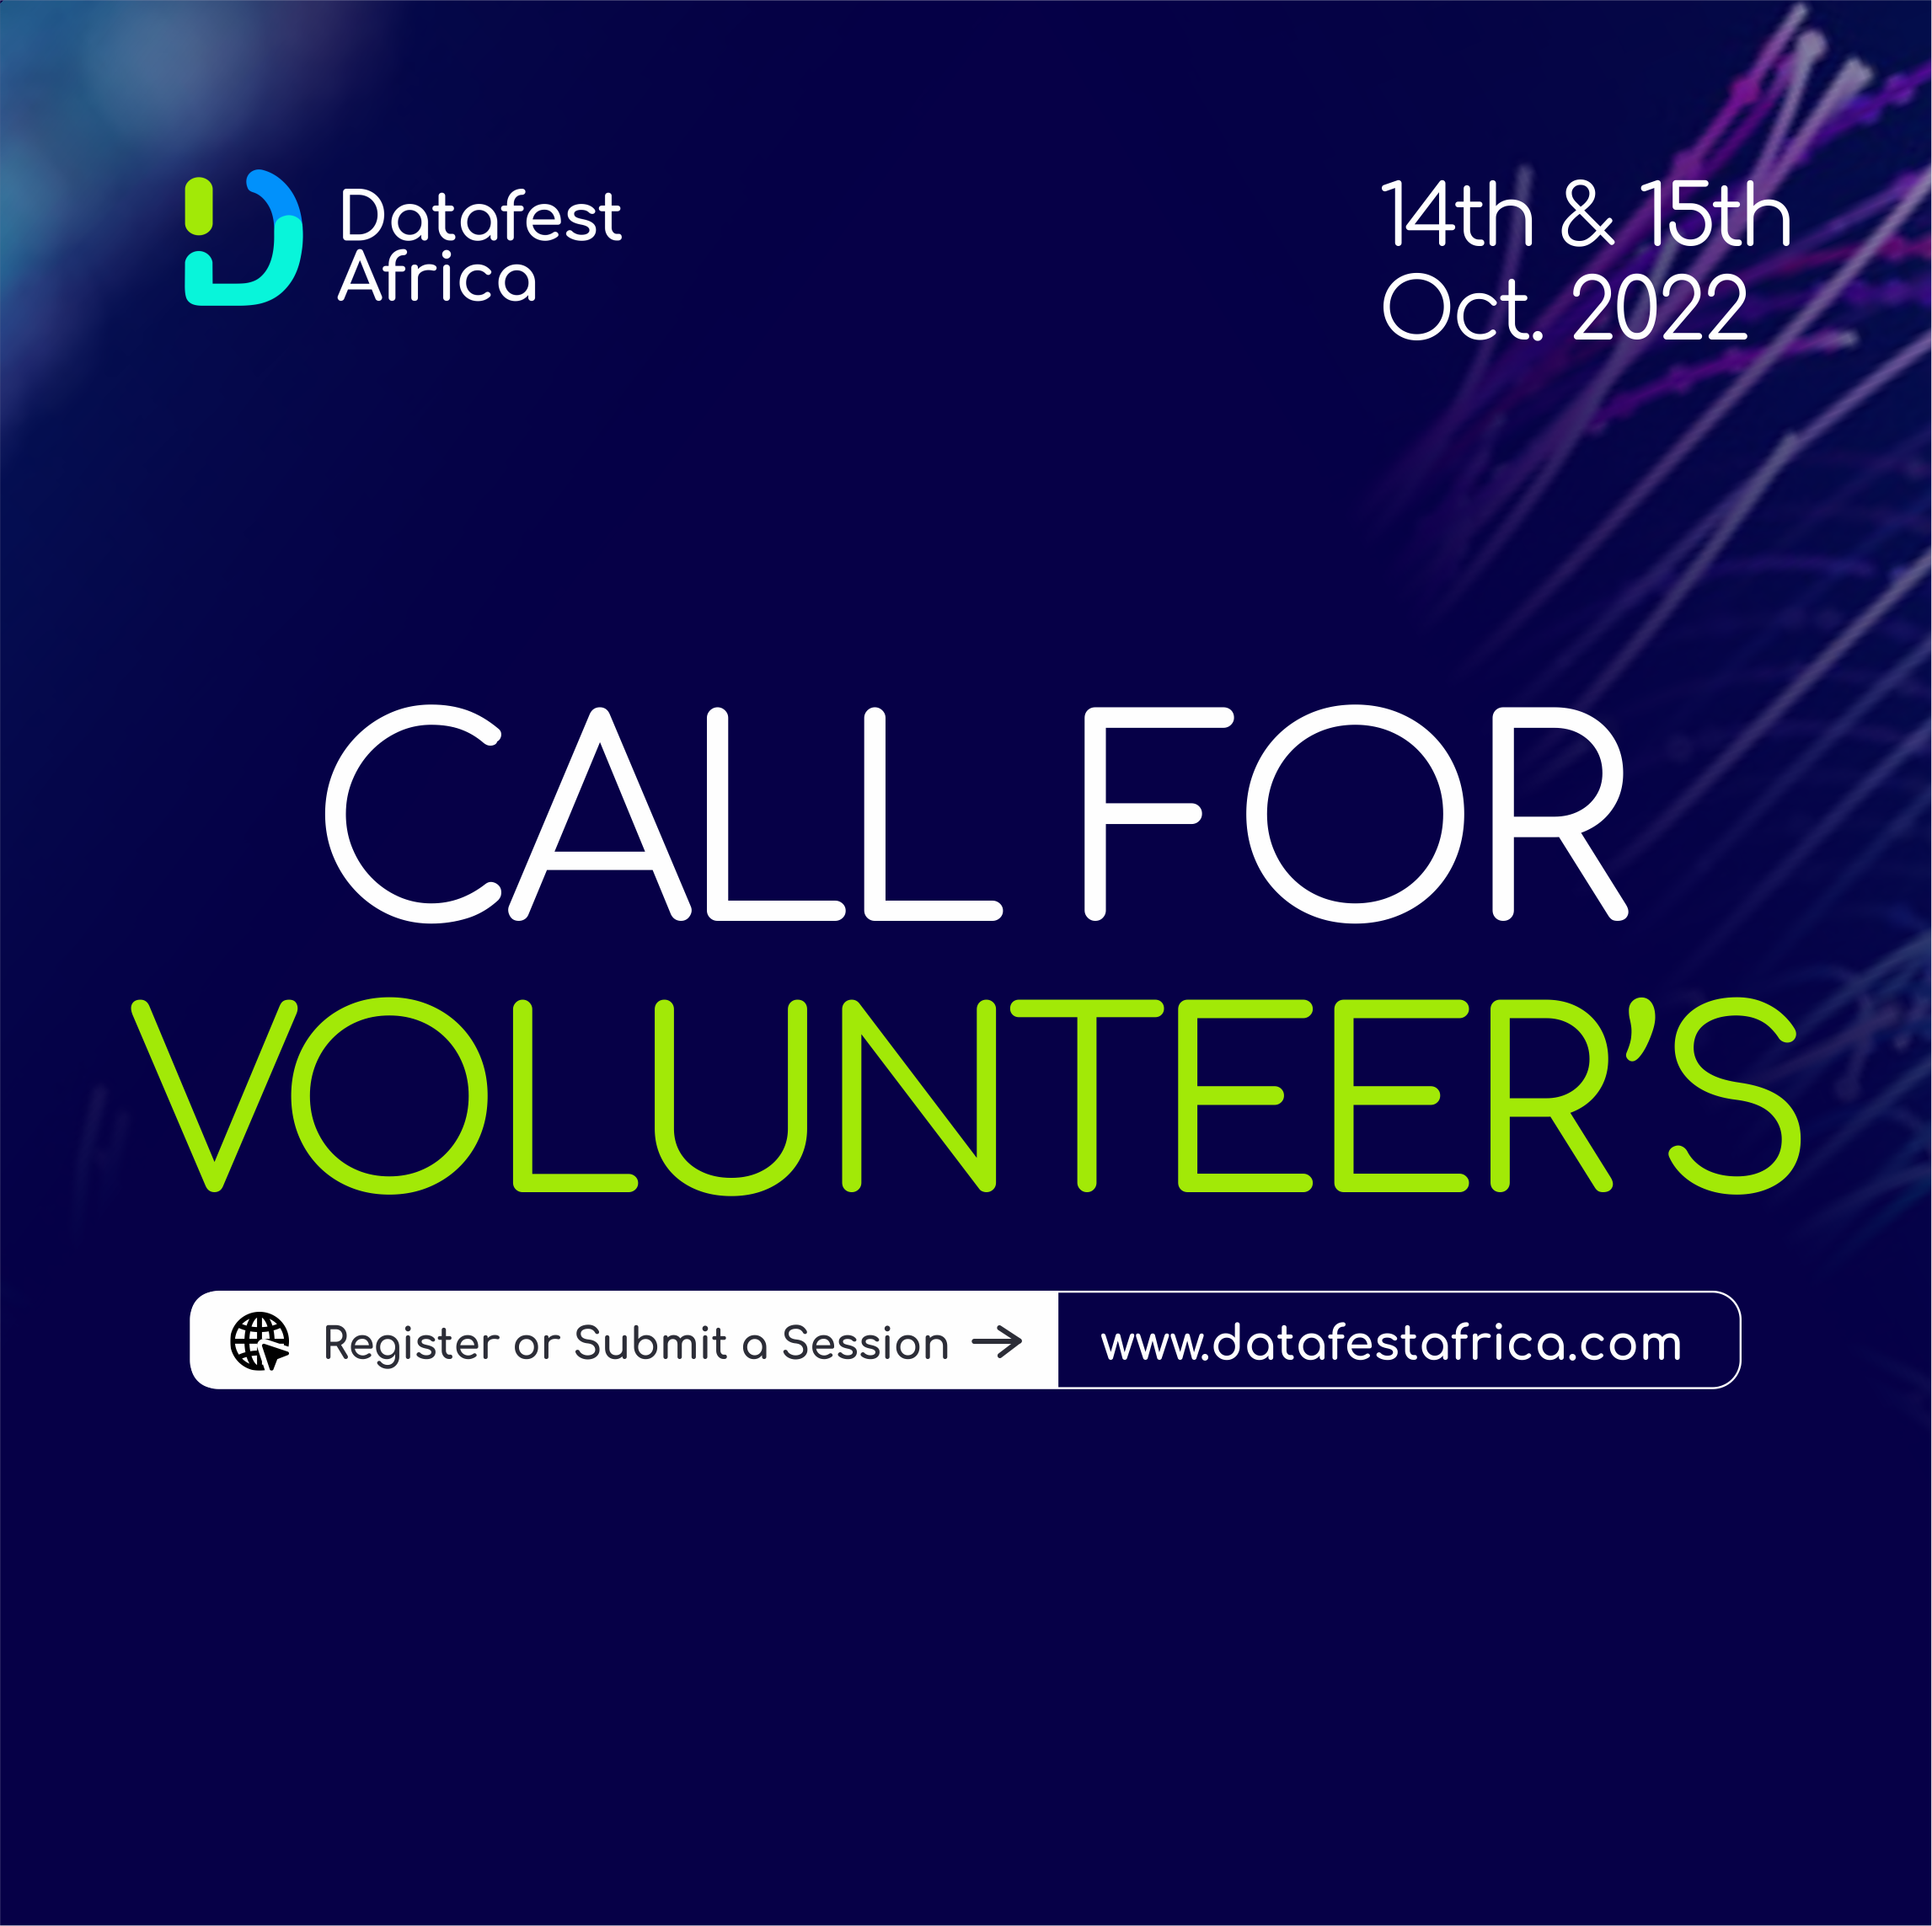 Datafest
Africa
14th & 15th
Oct. 2022
CALL FOR
VOLUNTEER’S
Register or Submit a Session → www.datafestafrica.com